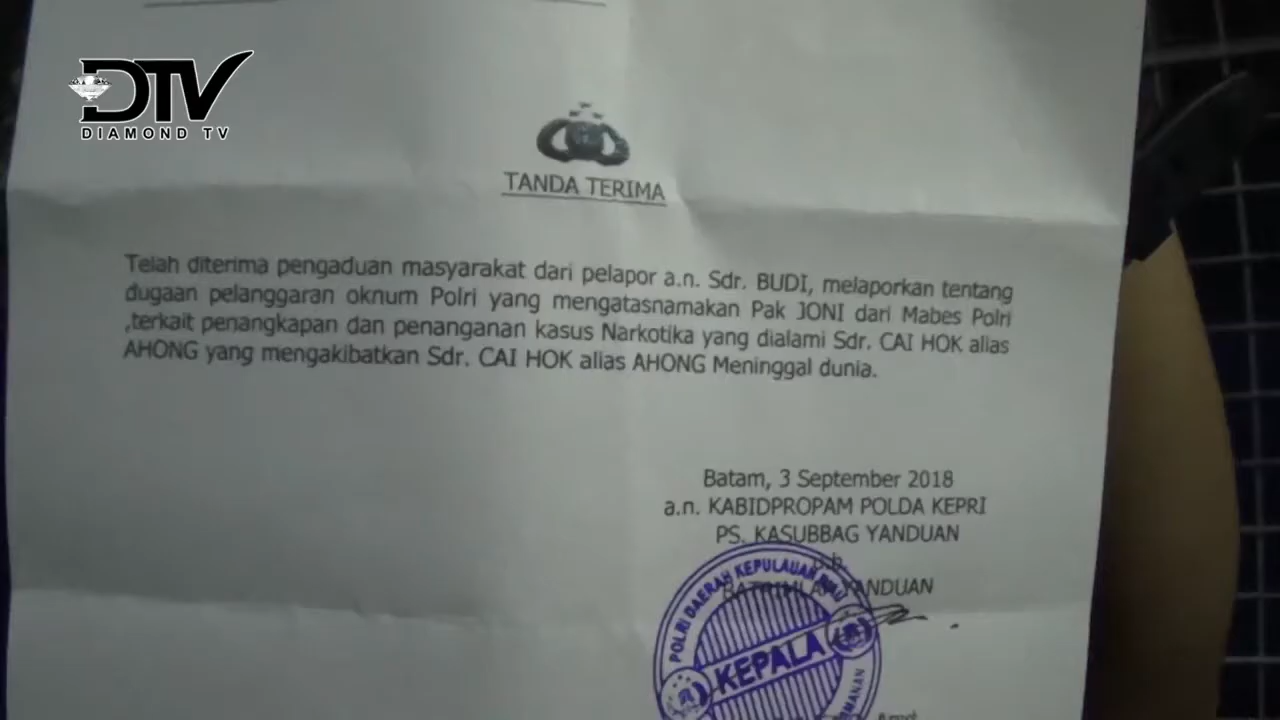 DTV
DIAMOND TV
TANDA TERIMA
Telah diterima pengaduan masyarakat dari pelapor a.n. Sdr. BUDI, melaporkan tentang
dugaan pelanggaran oknum Polri yang mengatasnamakan Pak JONI dari Mabes Polri
,terkait penangkapan dan penanganan kasus Narkotika yang dialami Sdr. CAI HOK alias
AHONG yang mengakibatkan Sdr. CAI HOK alias AHONG Meninggal dunia.
Batam, 3 September 2018
a.n. KABIDPROPAM POLDA KEPRI
PS. KASUBBAG YANDUAN
u.b.
YANDUAN
POLRI DAERAH KEPULAUAN RIAU
KEPALA